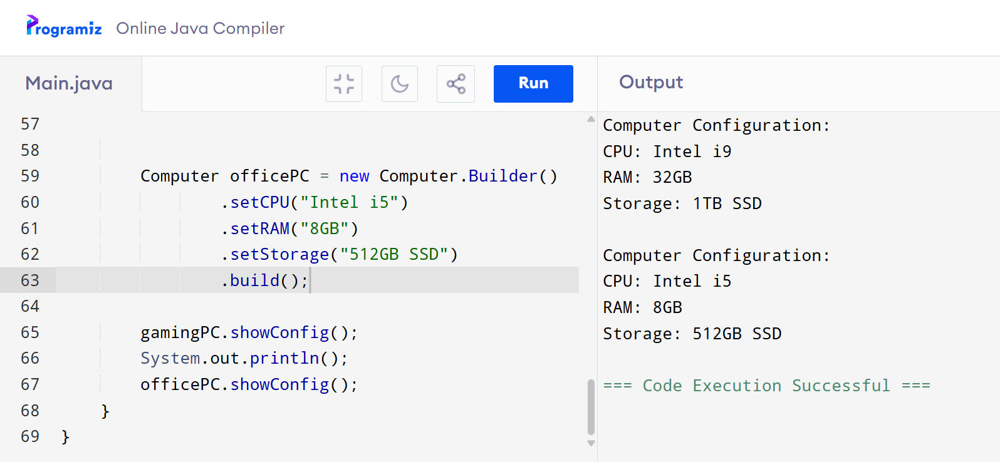 Programiz Online Java Compiler
Main.java
Run
Output
57
58
59 Computer officePC = new Computer.Builder()
60 .setCPU("Intel i5")
61 .setRAM("8GB")
62 .setStorage("512GB SSD")
63 .build();
64
65 gamingPC.showConfig();
66 System.out.println();
67 officePC.showConfig();
68 }
69 }
Computer Configuration:
CPU: Intel i9
RAM: 32GB
Storage: 1TB SSD
Computer Configuration:
CPU: Intel i5
RAM: 8GB
Storage: 512GB SSD
=== Code Execution Successful ===